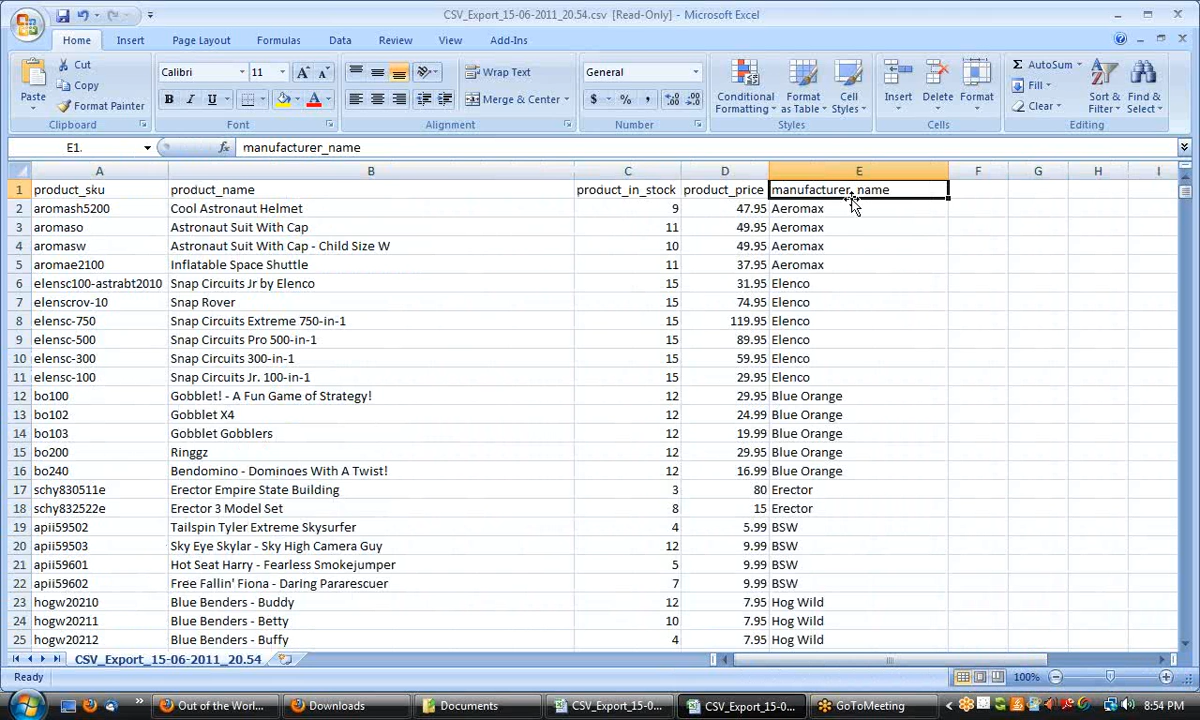 CSV_Export_15-06-2011_20.54.csv [Read-Only] - Microsoft Excel
Home Insert Page Layout Formulas Data Review View Add-Ins
Paste
Cut
Copy
Format Painter
Clipboard
Calibri 11
B I U
Font
Wrap Text
Merge & Center
Alignment
General
$ % ,
Number
Conditional Formatting
Format as Table
Cell Styles
Styles
Insert Delete Format
Cells
AutoSum
Fill
Clear
Sort & Filter
Find & Select
Editing
E1 fx manufacturer_name
A B C D E F G H I
1 product_sku product_name product_in_stock product_price manufacturer_name
2 aromash5200 Cool Astronaut Helmet 9 47.95 Aeromax
3 aromaso Astronaut Suit With Cap 11 49.95 Aeromax
4 aromasw Astronaut Suit With Cap - Child Size W 10 49.95 Aeromax
5 aromae2100 Inflatable Space Shuttle 11 37.95 Aeromax
6 elensc100-astrabt2010 Snap Circuits Jr by Elenco 15 31.95 Elenco
7 elenscrov-10 Snap Rover 15 74.95 Elenco
8 elensc-750 Snap Circuits Extreme 750-in-1 15 119.95 Elenco
9 elensc-500 Snap Circuits Pro 500-in-1 15 89.95 Elenco
10 elensc-300 Snap Circuits 300-in-1 15 59.95 Elenco
11 elensc-100 Snap Circuits Jr. 100-in-1 15 29.95 Elenco
12 bo100 Gobblet! - A Fun Game of Strategy! 12 29.95 Blue Orange
13 bo102 Gobblet X4 12 24.99 Blue Orange
14 bo103 Gobblet Gobblers 12 19.99 Blue Orange
15 bo200 Ringgz 12 29.95 Blue Orange
16 bo240 Bendomino - Dominoes With A Twist! 12 16.99 Blue Orange
17 schy830511e Erector Empire State Building 3 80 Erector
18 schy832522e Erector 3 Model Set 8 15 Erector
19 apii59502 Tailspin Tyler Extreme Skysurfer 4 5.99 BSW
20 apii59503 Sky Eye Skylar - Sky High Camera Guy 12 9.99 BSW
21 apii59601 Hot Seat Harry - Fearless Smokejumper 5 9.99 BSW
22 apii59602 Free Fallin' Fiona - Daring Pararescuer 7 9.99 BSW
23 hogw20210 Blue Benders - Buddy 12 7.95 Hog Wild
24 hogw20211 Blue Benders - Betty 10 7.95 Hog Wild
25 hogw20212 Blue Benders - Buffy 4 7.95 Hog Wild
CSV_Export_15-06-2011_20.54
Ready 100%
Out of the Worl... Downloads Documents CSV_Export_15-0... CSV_Export_15-0... GoToMeeting 8:54 PM